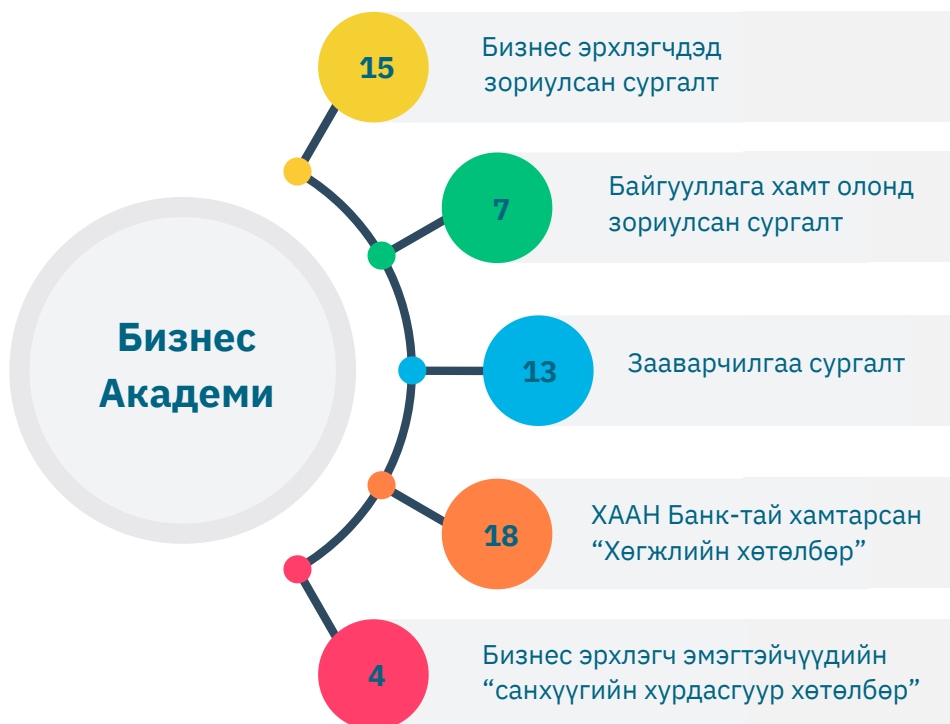 15
Бизнес эрхлэгчдэд
зориулсан сургалт
7
Байгууллага хамт олонд
зориулсан сургалт
Бизнес
Академи
13
Зааварчилгаа сургалт
18
ХААН Банк-тай хамтарсан
“Хөгжлийн хөтөлбөр”
4
Бизнес эрхлэгч эмэгтэйчүүдийн
“санхүүгийн хурдасгуур хөтөлбөр”